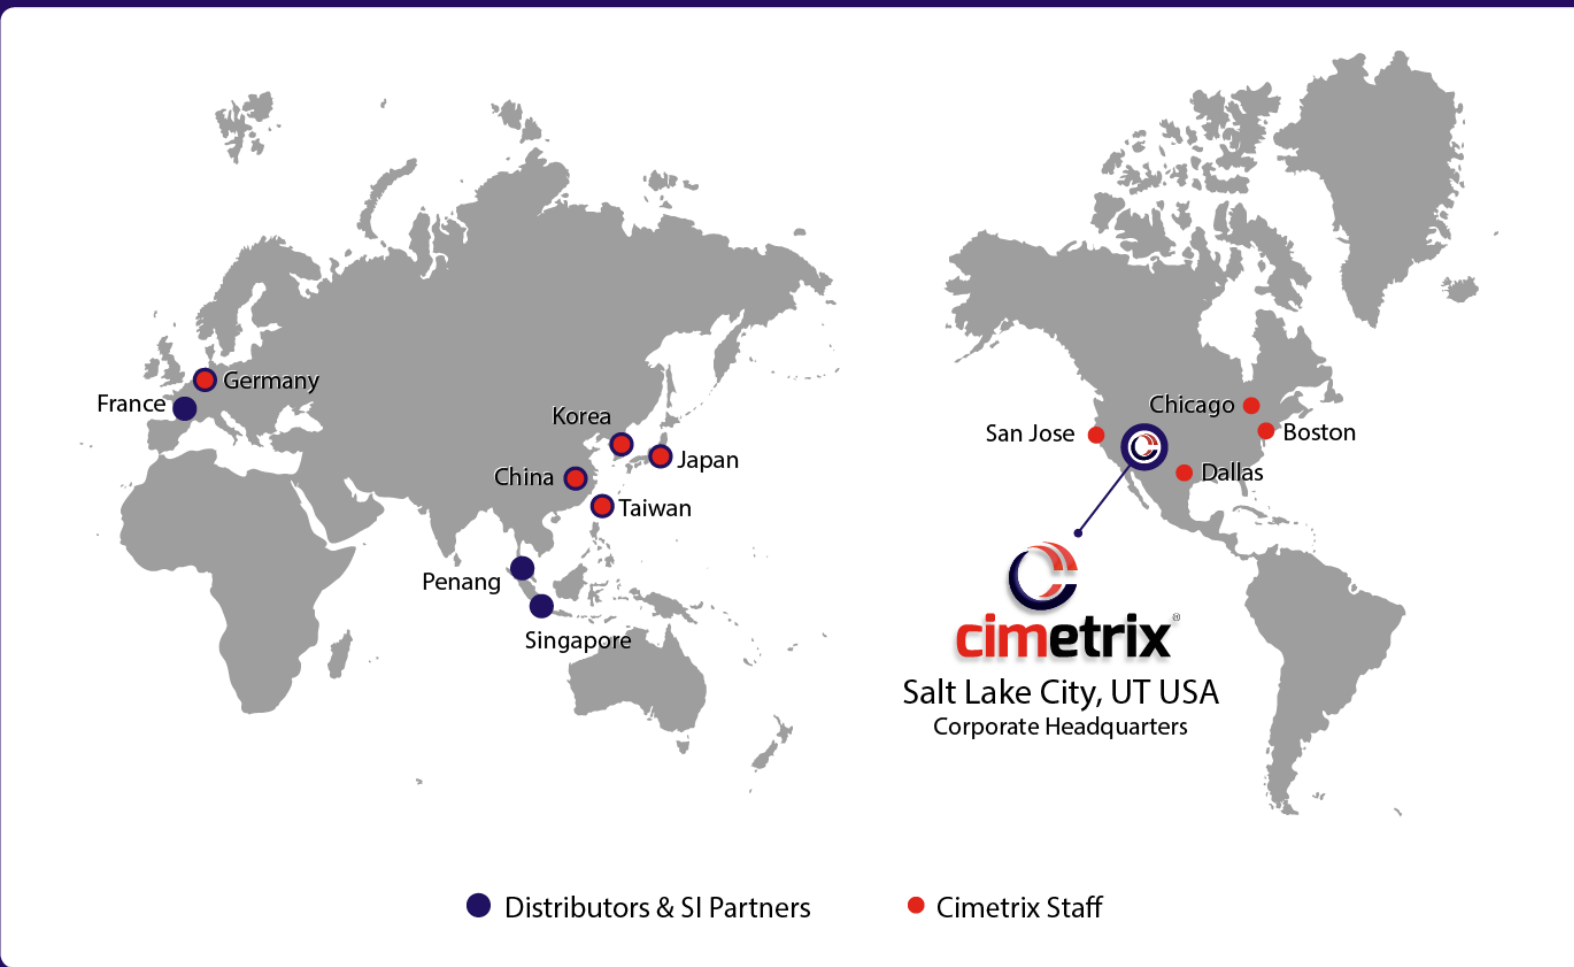 France
Germany
Korea
Japan
China
Taiwan
Penang
Singapore
Chicago
San Jose
Boston
Dallas
cimetrix®
Salt Lake City, UT USA
Corporate Headquarters
Distributors & SI Partners
Cimetrix Staff